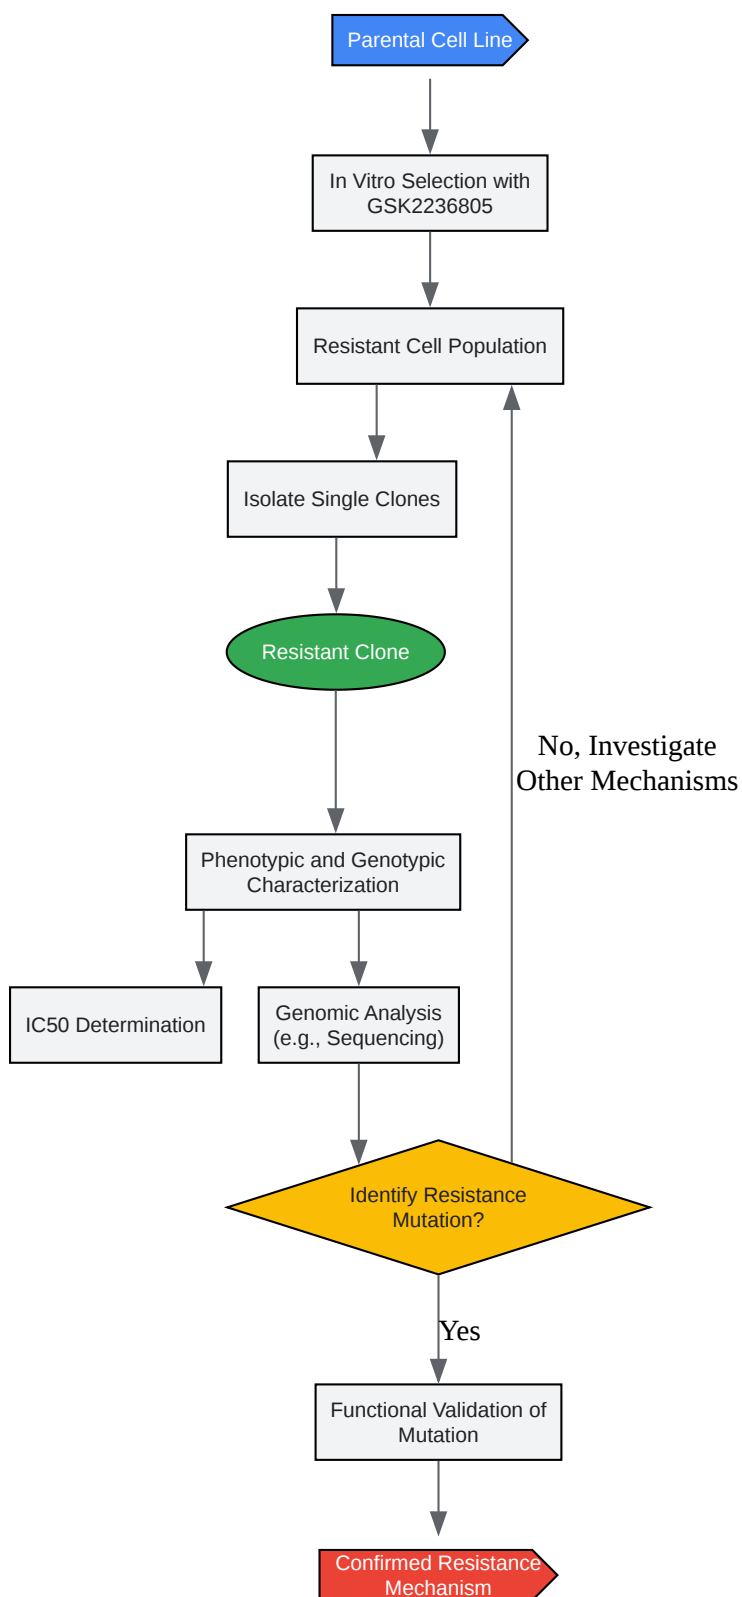 Parental Cell Line
In Vitro Selection with
GSK2236805
Resistant Cell Population
Isolate Single Clones
Resistant Clone
No, Investigate
Other Mechanisms
Phenotypic and Genotypic
Characterization
IC50 Determination
Genomic Analysis
(e.g., Sequencing)
Identify Resistance
Mutation?
Yes
Functional Validation of
Mutation
Confirmed Resistance
Mechanism